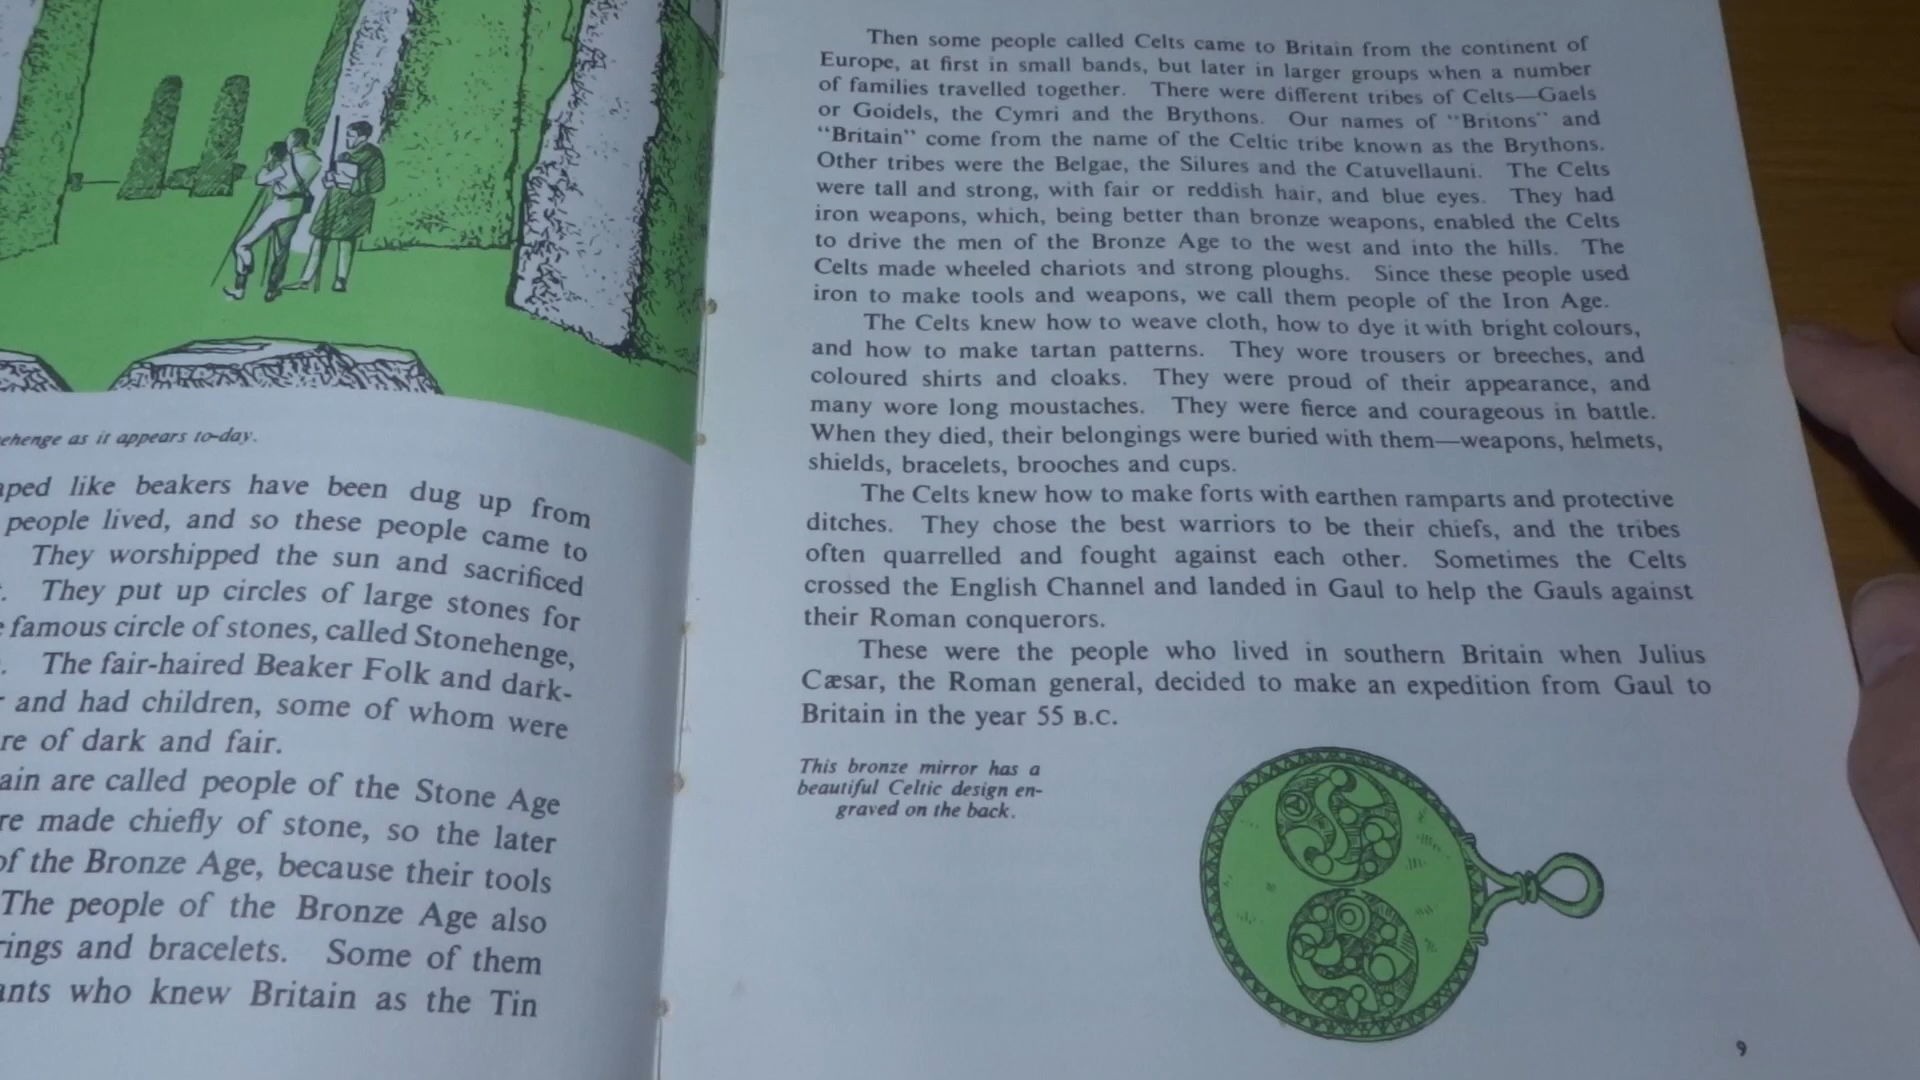 ehenge as it appears to-day.
aped like beakers have been dug up from
people lived, and so these people came to
They worshipped the sun and sacrificed
They put up circles of large stones for
famous circle of stones, called Stonehenge,
The fair-haired Beaker Folk and dark-
and had children, some of whom were
re of dark and fair.
ain are called people of the Stone Age
re made chiefly of stone, so the later
of the Bronze Age, because their tools
The people of the Bronze Age also
rings and bracelets. Some of them
ants who knew Britain as the Tin
Then some people called Celts came to Britain from the continent of
Europe, at first in small bands, but later in larger groups when a number
of families travelled together. There were different tribes of Celts—Gaels
or Goidels, the Cymri and the Brythons. Our names of "Britons" and
"Britain" come from the name of the Celtic tribe known as the Brythons.
Other tribes were the Belgae, the Silures and the Catuvellauni. The Celts
were tall and strong, with fair or reddish hair, and blue eyes. They had
iron weapons, which, being better than bronze weapons, enabled the Celts
to drive the men of the Bronze Age to the west and into the hills. The
Celts made wheeled chariots and strong ploughs. Since these people used
iron to make tools and weapons, we call them people of the Iron Age.
The Celts knew how to weave cloth, how to dye it with bright colours,
and how to make tartan patterns. They wore trousers or breeches, and
coloured shirts and cloaks. They were proud of their appearance, and
many wore long moustaches. They were fierce and courageous in battle.
When they died, their belongings were buried with them—weapons, helmets,
shields, bracelets, brooches and cups.
The Celts knew how to make forts with earthen ramparts and protective
ditches. They chose the best warriors to be their chiefs, and the tribes
often quarrelled and fought against each other. Sometimes the Celts
crossed the English Channel and landed in Gaul to help the Gauls against
their Roman conquerors.
These were the people who lived in southern Britain when Julius
Cæsar, the Roman general, decided to make an expedition from Gaul to
Britain in the year 55 B.C.
This bronze mirror has a
beautiful Celtic design en-
graved on the back.
9